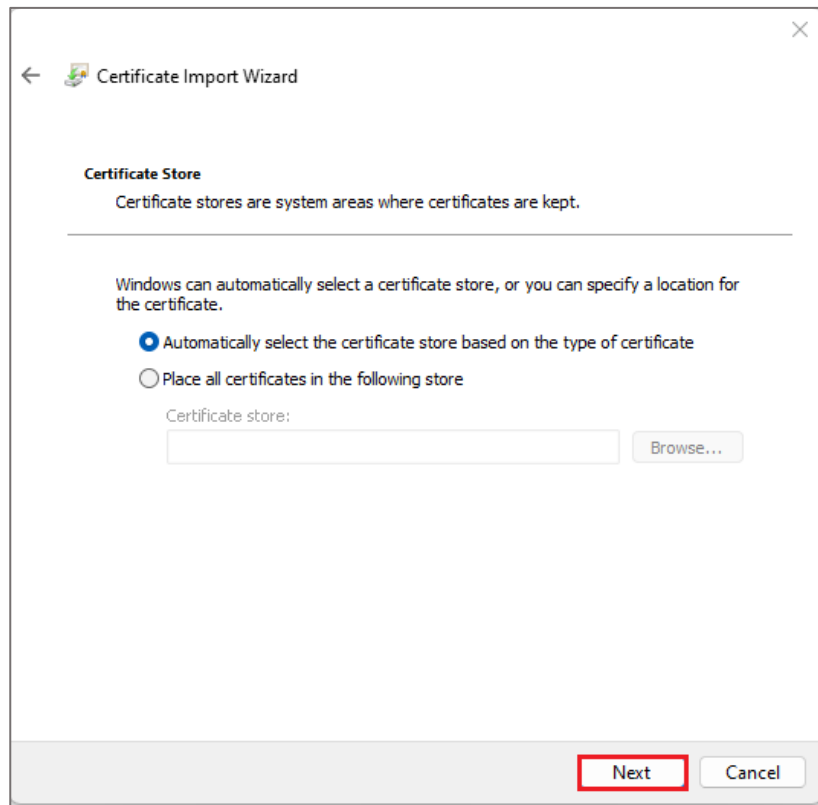 Certificate Import Wizard
Certificate Store
Certificate stores are system areas where certificates are kept.
Windows can automatically select a certificate store, or you can specify a location for
the certificate.
Automatically select the certificate store based on the type of certificate
Place all certificates in the following store
Certificate store:
Browse...
Next
Cancel